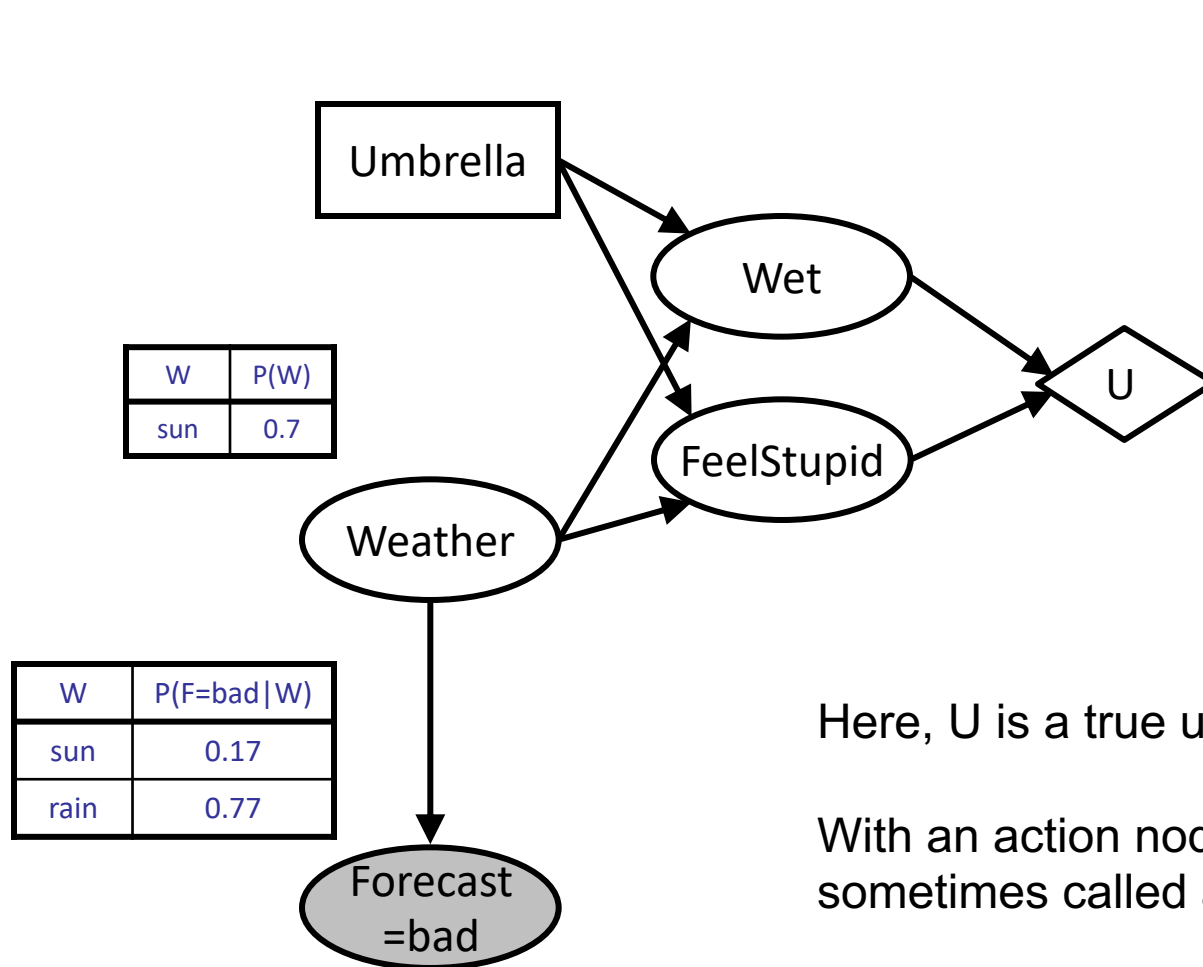 Umbrella
Wet
W P(W)
sun 0.7
U
FeelStupid
Weather
W P(F=bad|W)
sun 0.17
rain 0.77
Here, U is a true
With an action
sometimes called
Forecast
=bad